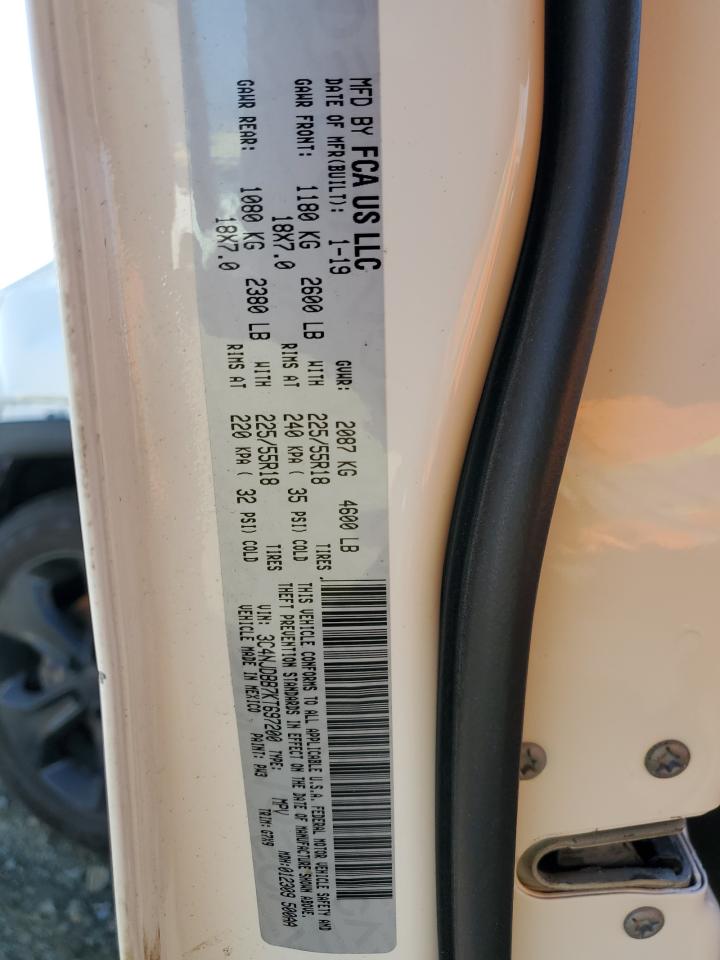 MFD BY FCA US LLC
DATE OF MFR(BUILT): 1-19 GVWR: 2087 KG 4600 LB
GAWR FRONT: 1180 KG 2600 LB WITH 225/55R18 TIRES
18X7.0 RIMS AT 240 KPA ( 35 PSI) COLD
GAWR REAR: 1080 KG 2380 LB WITH 225/55R18 TIRES
18X7.0 RIMS AT 220 KPA ( 32 PSI) COLD
THIS VEHICLE CONFORMS TO ALL APPLICABLE U.S.A. FEDERAL MOTOR VEHICLE SAFETY AND
THEFT PREVENTION STANDARDS IN EFFECT ON THE DATE OF MANUFACTURE SHOWN ABOVE.
VIN: 3C4NJDBB7KT697200 TYPE: MPV MDH:012309 500AA
VEHICLE MADE IN MEXICO PAINT: PW3 TRIM: G7X9